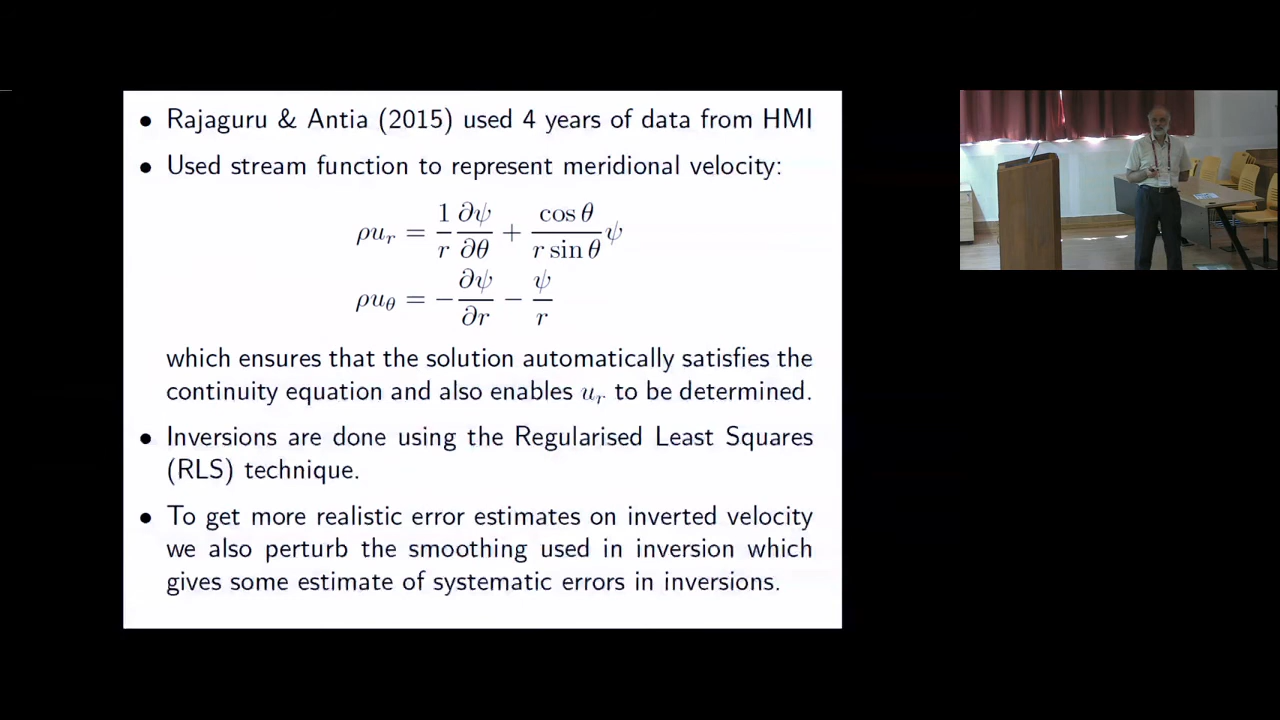 • Rajaguru & Antia (2015) used 4 years of data from HMI
• Used stream function to represent meridional velocity:
ρu_r = 1/r ∂ψ/∂θ + cos θ/(r sin θ) ψ
ρu_θ = −∂ψ/∂r − ψ/r
which ensures that the solution automatically satisfies the
continuity equation and also enables u_r to be determined.
• Inversions are done using the Regularised Least Squares
(RLS) technique.
• To get more realistic error estimates on inverted velocity
we also perturb the smoothing used in inversion which
gives some estimate of systematic errors in inversions.